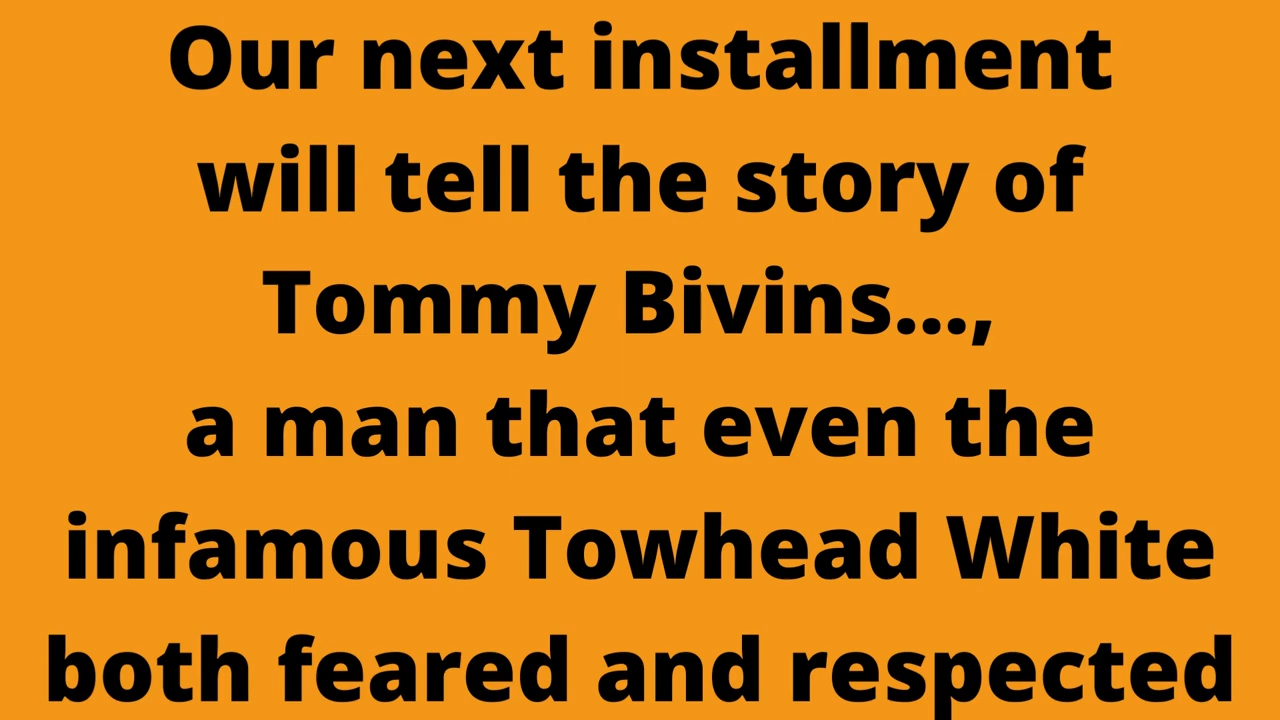 Our next installment
will tell the story of
Tommy Bivins...,
a man that even the
infamous Towhead White
both feared and respected